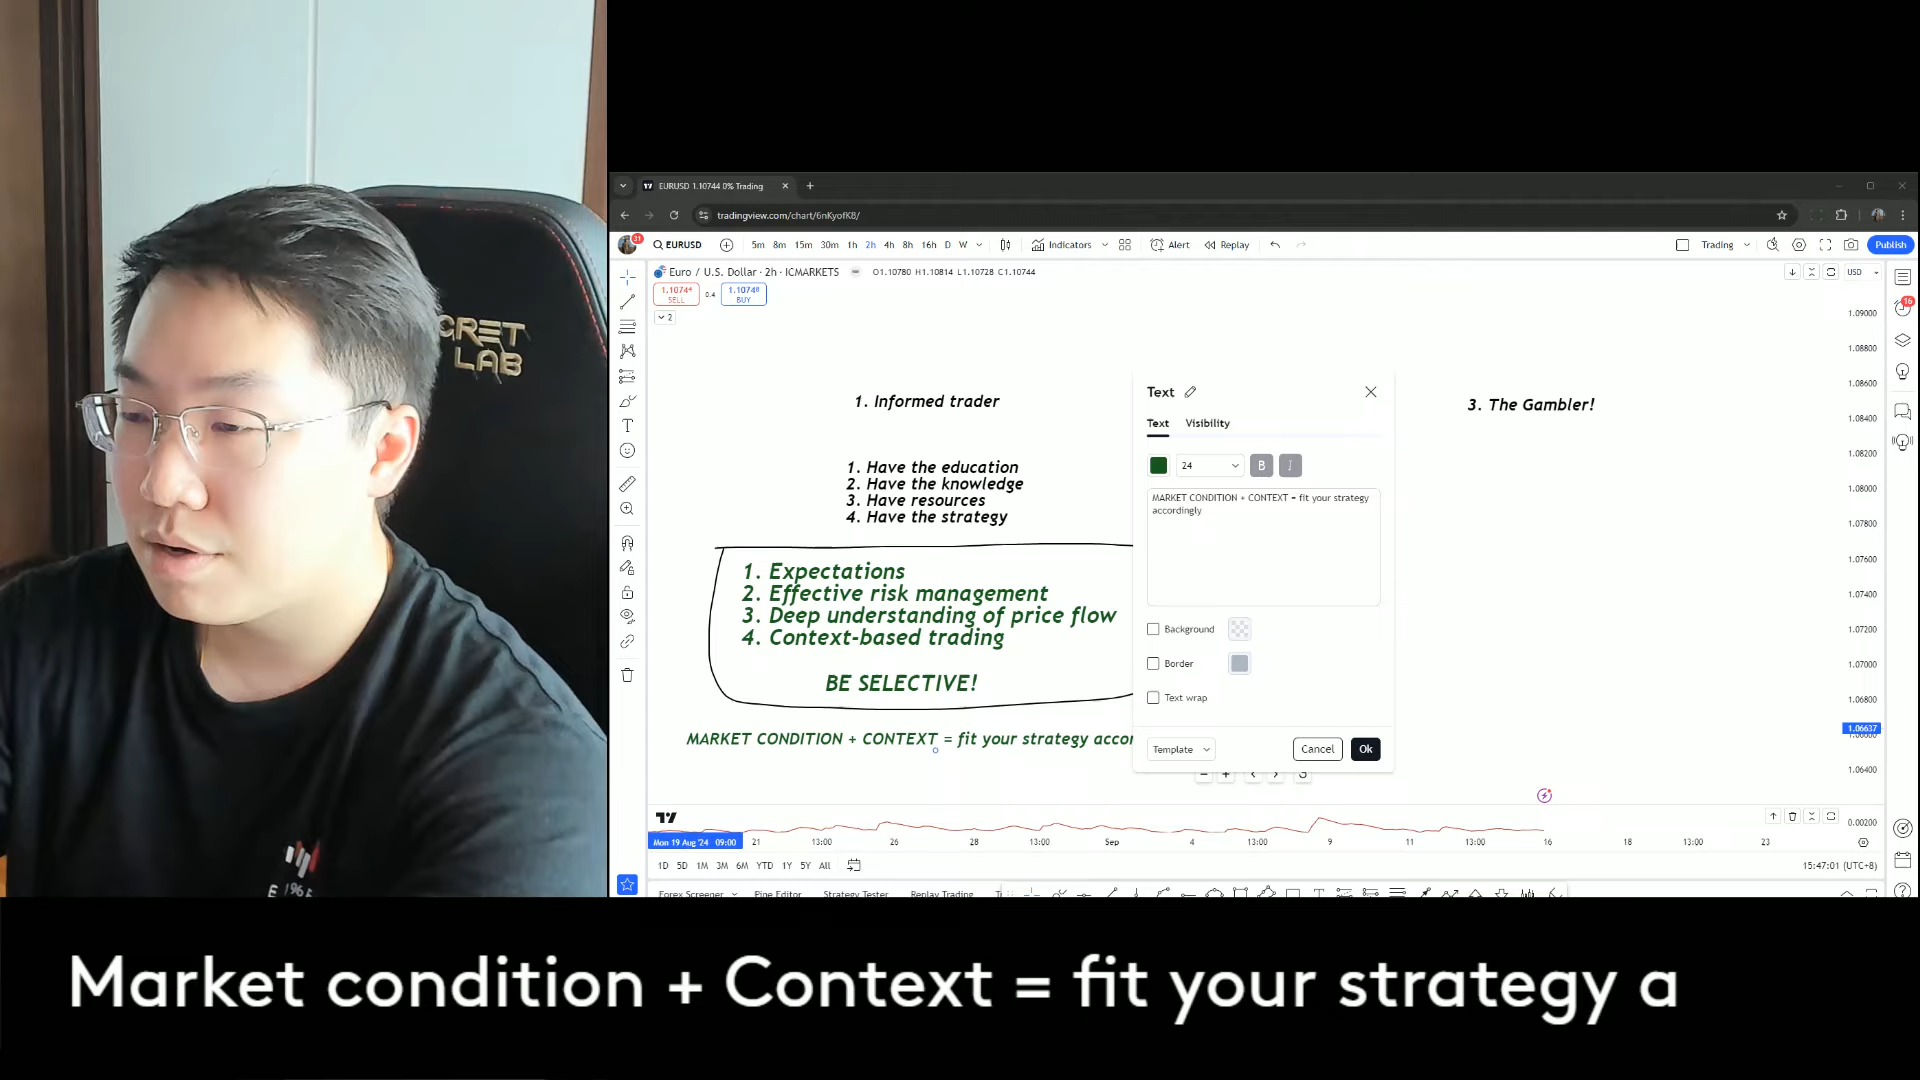 CRET
LAB
EURUSD 1.10744 0% Trading
tradingview.com/chart/6nKyofK8/
31
EURUSD
5m 8m 15m 30m 1h 2h 4h 8h 16h D W
Indicators
Alert
Replay
Trading
Publish
Euro / U.S. Dollar · 2h · ICMARKETS
O1.10780 H1.10814 L1.10728 C1.10744
USD
1.10744
SELL
0.4
1.10748
BUY
2
16
1. Informed trader
3. The Gambler!
1. Have the education
2. Have the knowledge
3. Have resources
4. Have the strategy
1. Expectations
2. Effective risk management
3. Deep understanding of price flow
4. Context-based trading
BE SELECTIVE!
MARKET CONDITION + CONTEXT = fit your strategy accor
Text
Text Visibility
24
B I
MARKET CONDITION + CONTEXT = fit your strategy
accordingly
Background
Border
Text wrap
Template
Cancel
Ok
1.09000
1.08800
1.08600
1.08400
1.08200
1.08000
1.07800
1.07600
1.07400
1.07200
1.07000
1.06800
1.06637
1.06400
0.00200
Mon 19 Aug '24 09:00
21 13:00 26 28 13:00 Sep 4 13:00 9 11 13:00 16 18 13:00 23
1D 5D 1M 3M 6M YTD 1Y 5Y All
15:47:01 (UTC+8)
Forex Screener
Pine Editor
Strategy Tester
Replay Trading
Market condition + Context = fit your strategy a